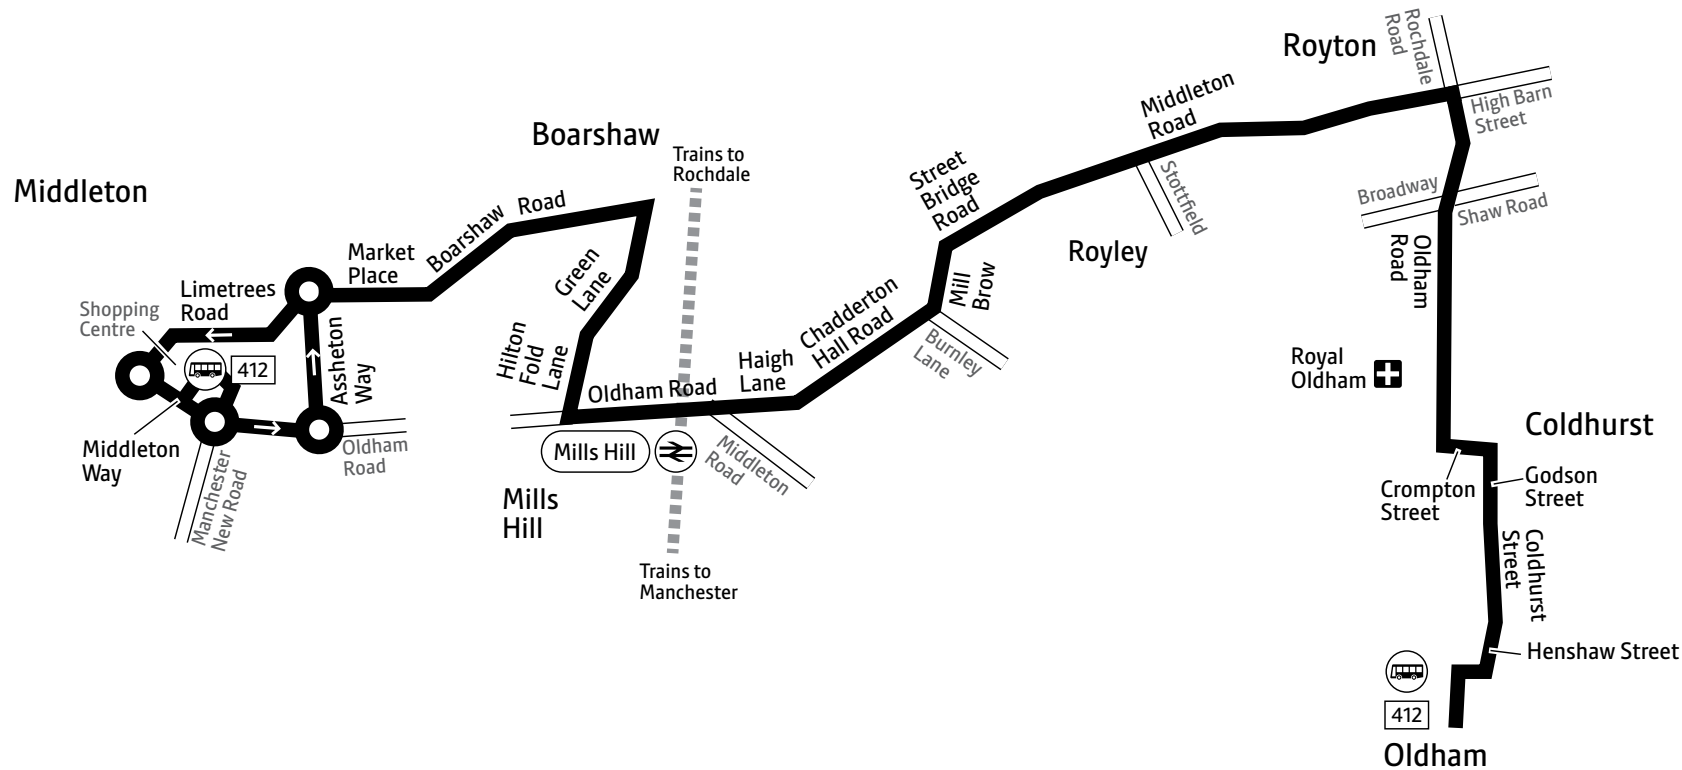 Middleton
Shopping
Centre
Limetrees
Road
412
Middleton
Way
Manchester
New Road
Assheton
Way
Oldham
Road
Market
Place
Boarshaw
Road
Boarshaw
Green
Lane
Hilton
Fold
Lane
Trains to
Rochdale
Oldham Road
Mills Hill
Mills
Hill
Trains to
Manchester
Middleton
Road
Haigh
Lane
Chadderton
Hall Road
Burnley
Lane
Mill
Brow
Street
Bridge
Road
Royley
Middleton
Road
Stottfield
Royton
Rochdale
Road
High Barn
Street
Broadway
Shaw Road
Oldham
Road
Royal
Oldham
Coldhurst
Crompton
Street
Godson
Street
Coldhurst
Street
Henshaw Street
412
Oldham